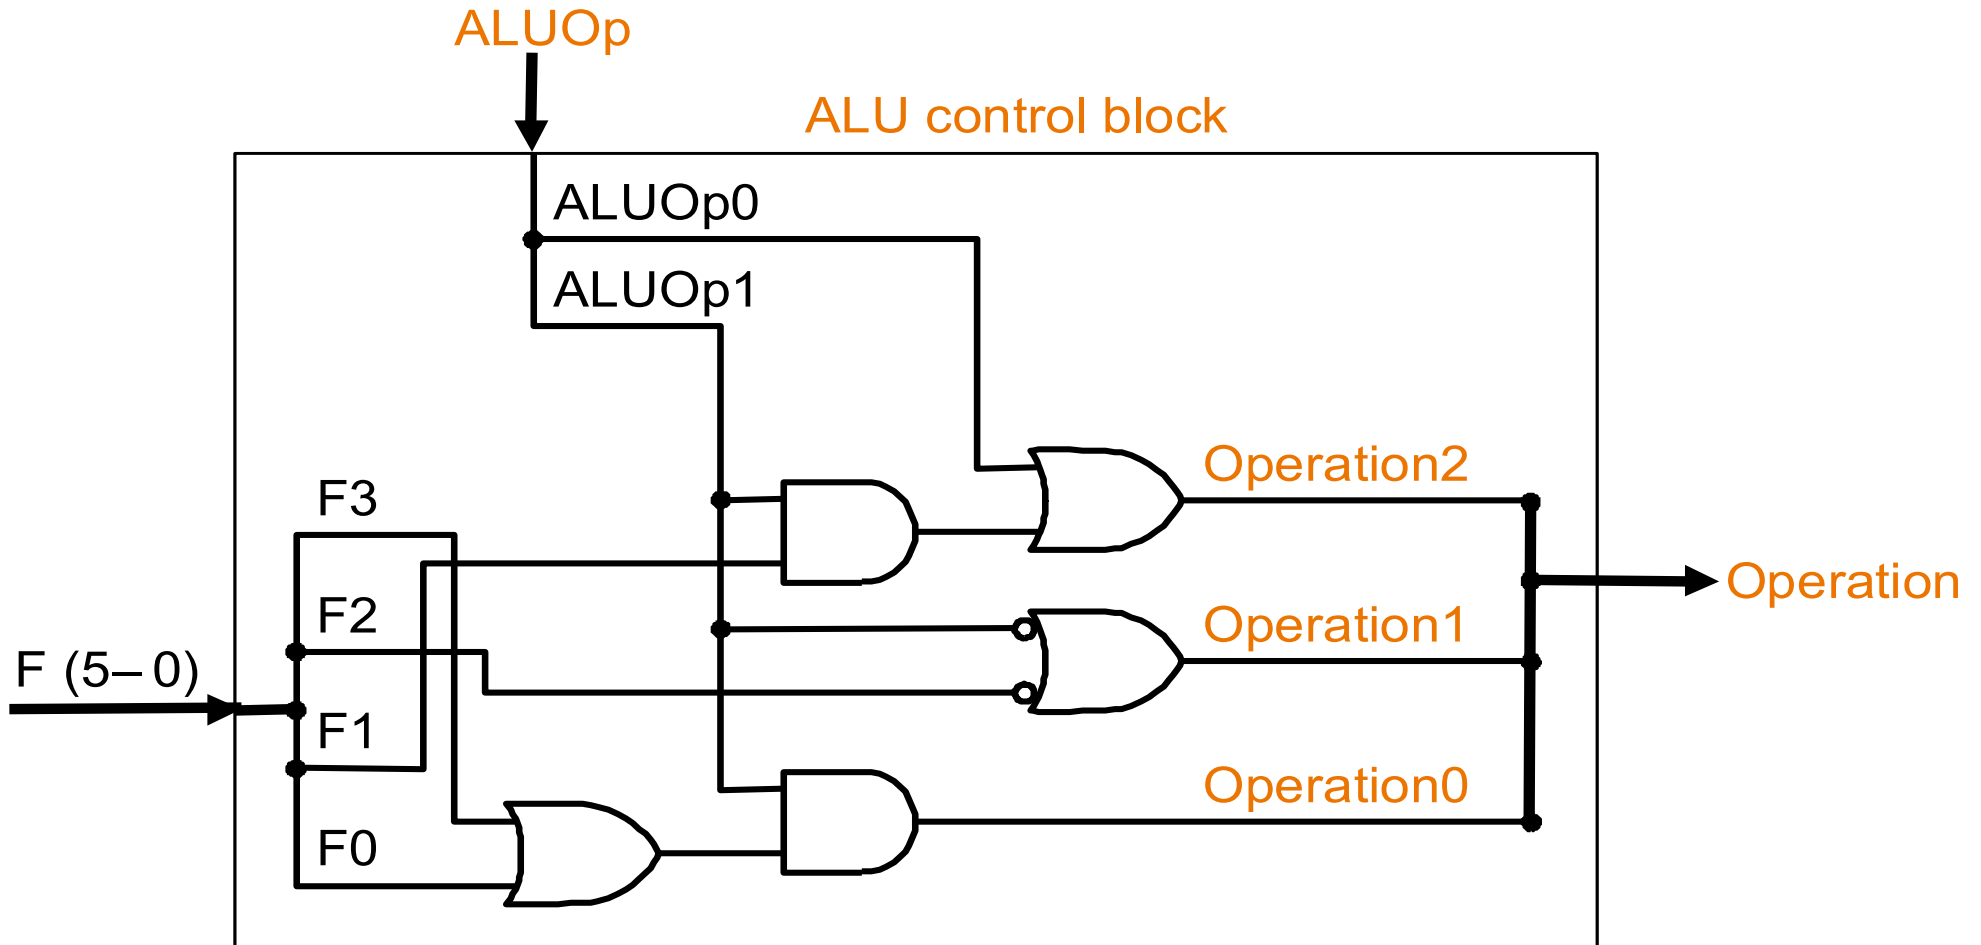 ALUOp
ALU control block
ALUOp0
ALUOp1
Operation2
F3
Operation
F2
Operation1
F (5– 0)
F1
Operation0
F0